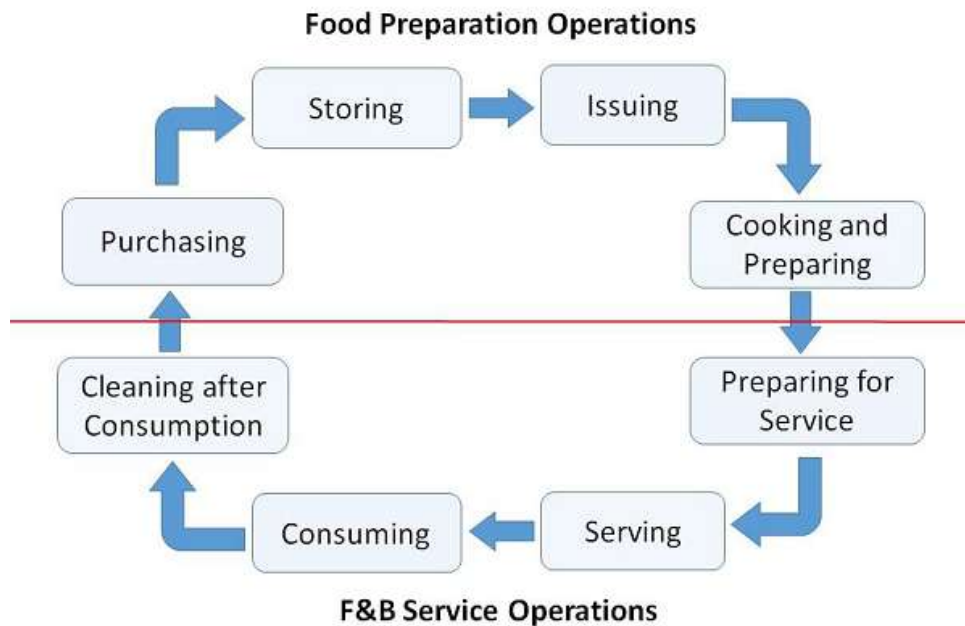 Food Preparation Operations
Storing
Issuing
Purchasing
Cooking and
Preparing
Cleaning after
Consumption
Preparing for
Service
Consuming
Serving
F&B Service Operations